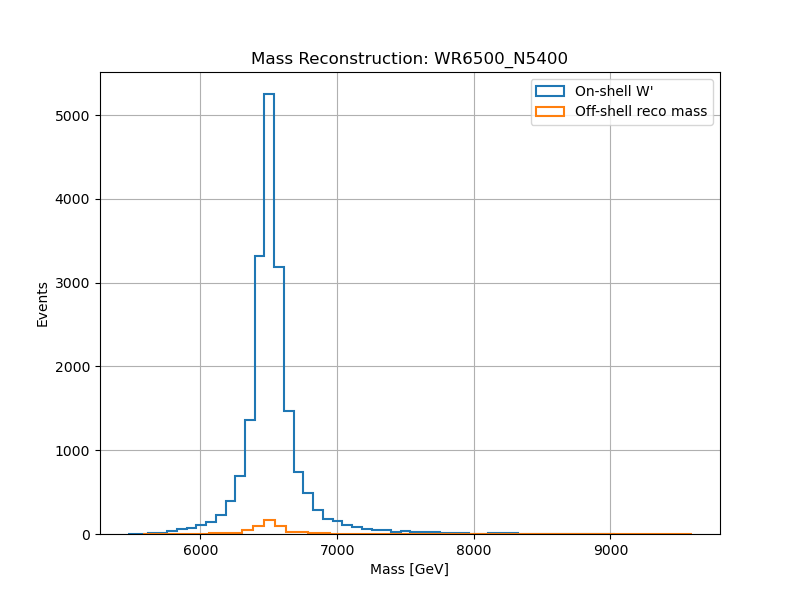 Mass Reconstruction: WR6500_N5400
On-shell W'
Off-shell reco mass
5000
4000
3000
2000
1000
0
Events
6000
7000
8000
9000
Mass [GeV]